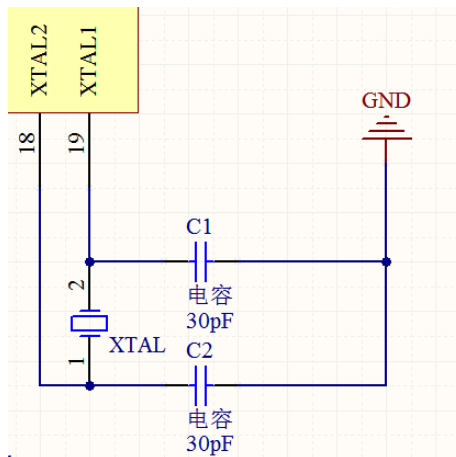 XTAL2
XTAL1
18
19
GND
C1
电容
30pF
2
XTAL
1
C2
电容
30pF